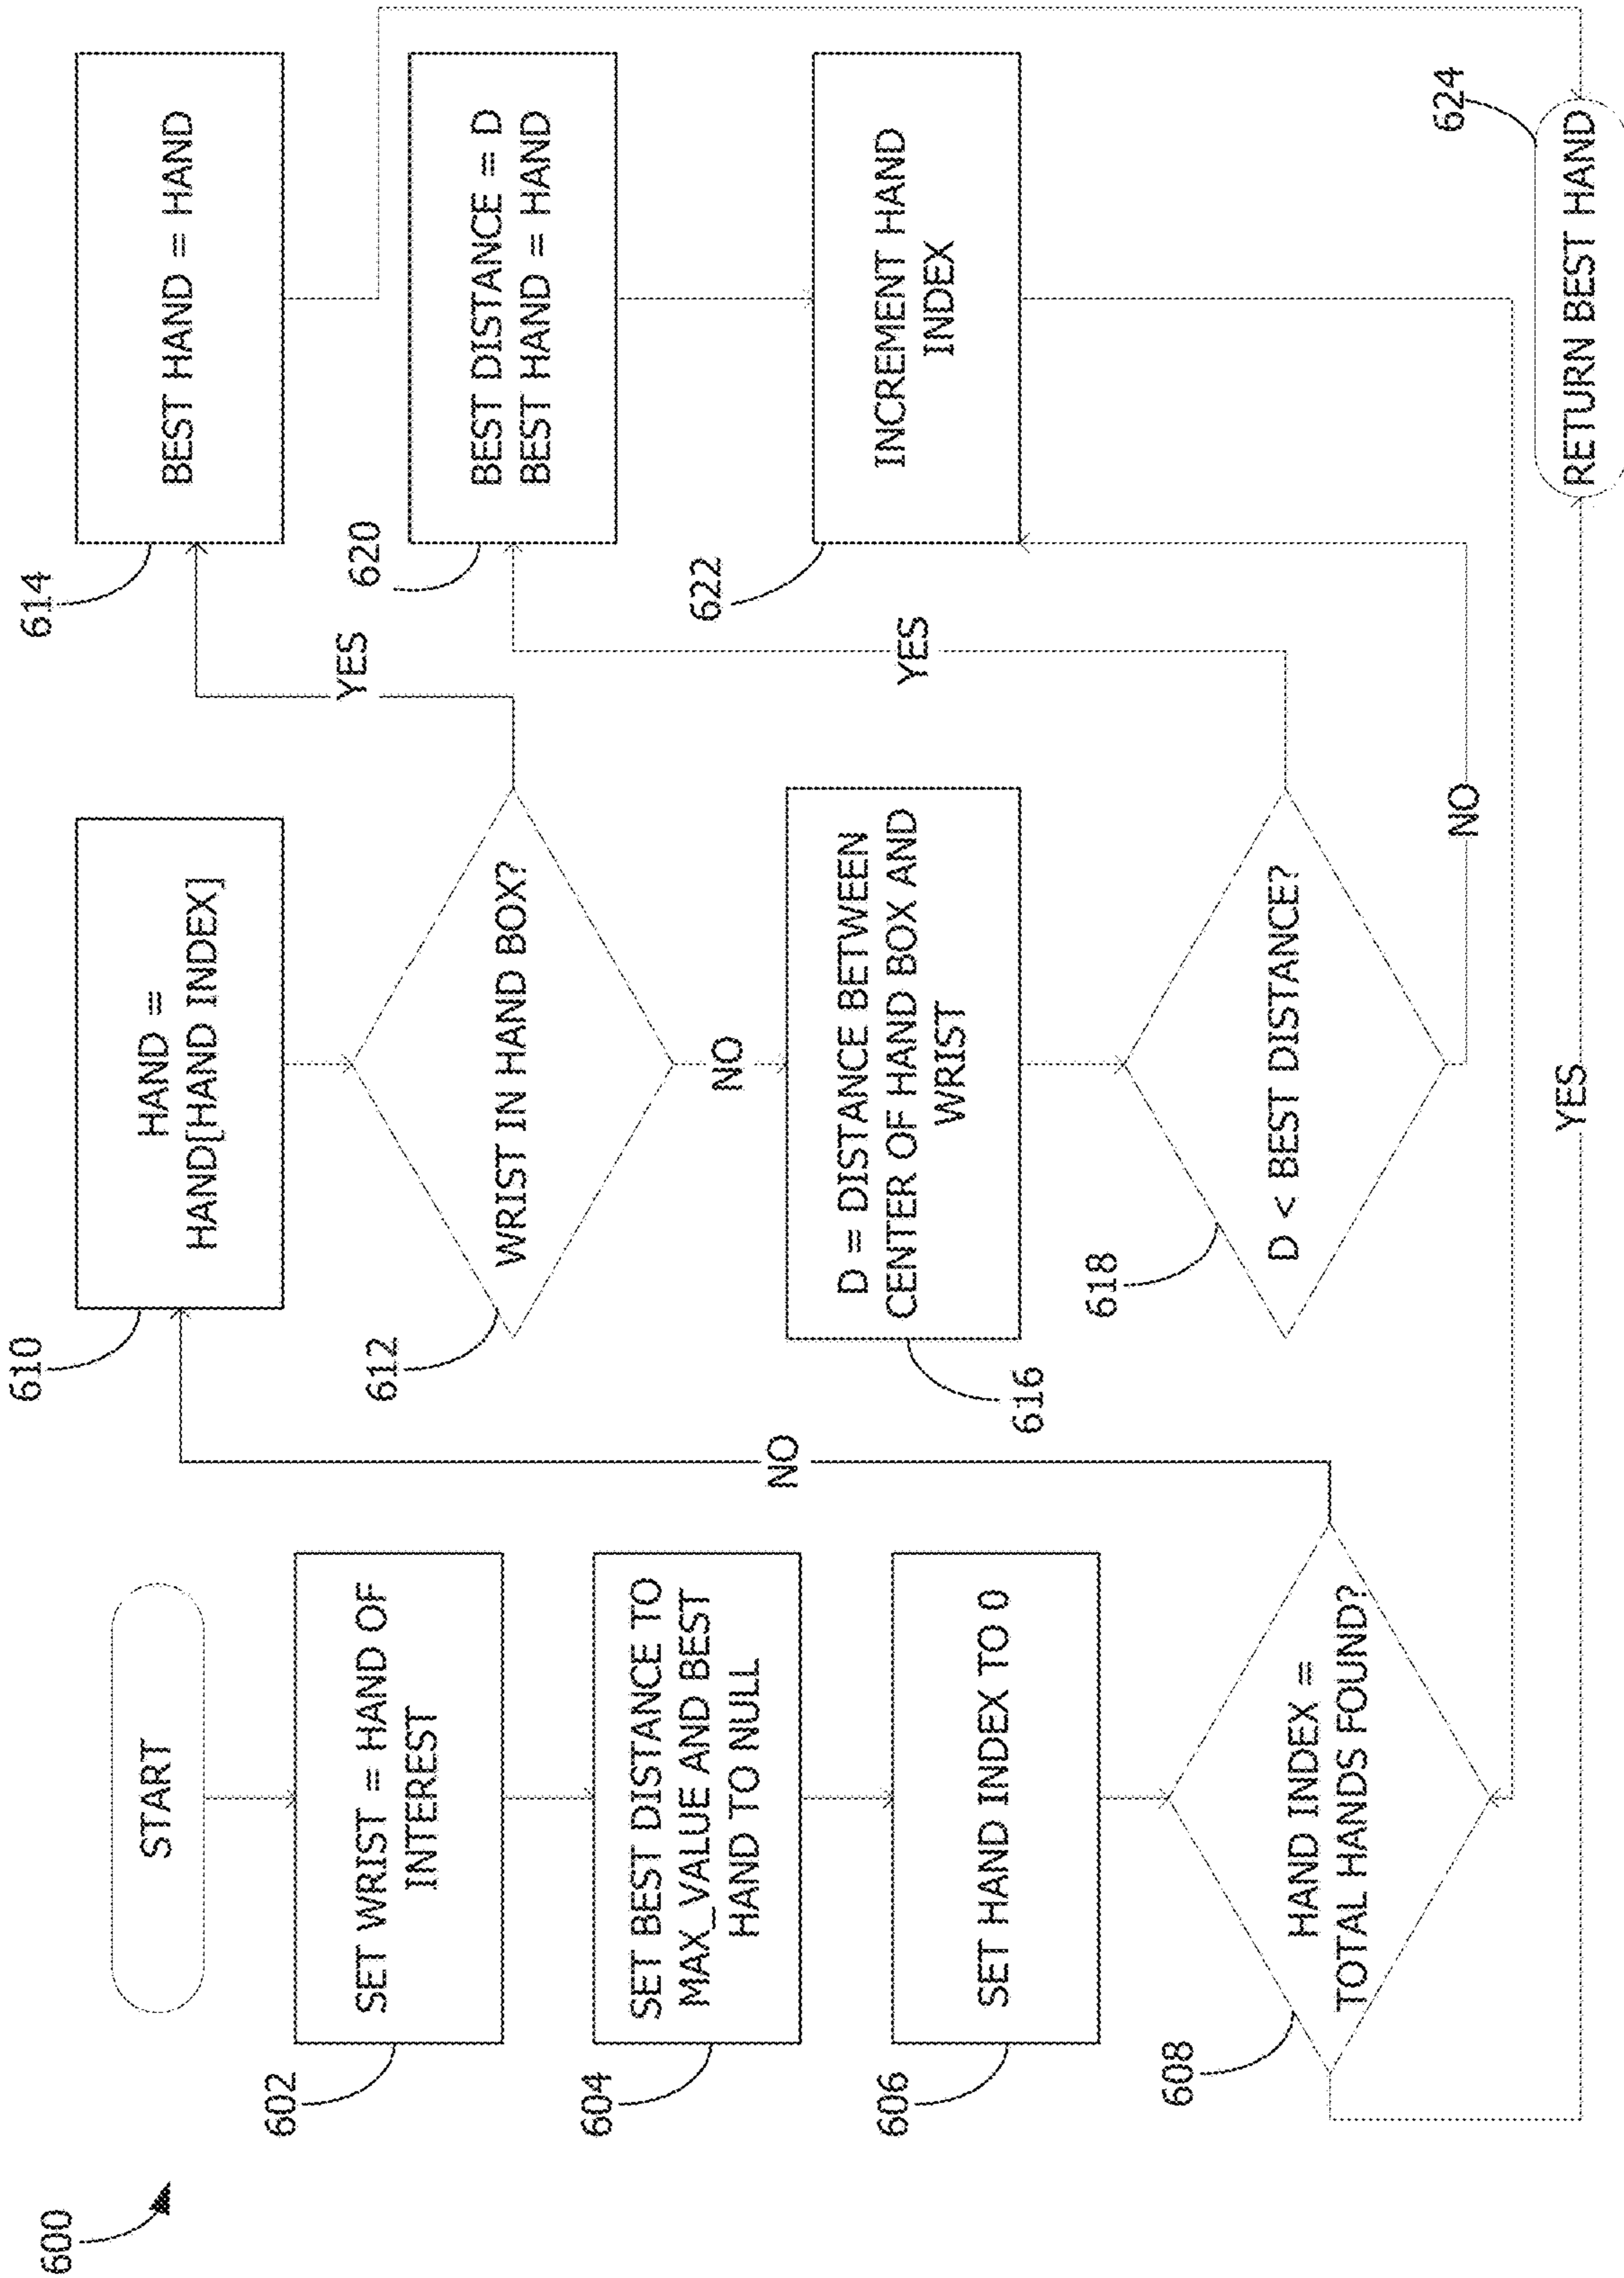 600
START
602
SET WRIST = HAND OF
INTEREST
604
SET BEST DISTANCE TO
MAX_VALUE AND BEST
HAND TO NULL
606
SET HAND INDEX TO 0
608
HAND INDEX =
TOTAL HANDS FOUND?
NO
YES
610
HAND =
HAND[HAND INDEX]
612
WRIST IN HAND BOX?
YES
NO
614
BEST HAND = HAND
616
D = DISTANCE BETWEEN
CENTER OF HAND BOX AND
WRIST
618
D < BEST DISTANCE?
YES
NO
620
BEST DISTANCE = D
BEST HAND = HAND
622
INCREMENT HAND
INDEX
624
RETURN BEST HAND